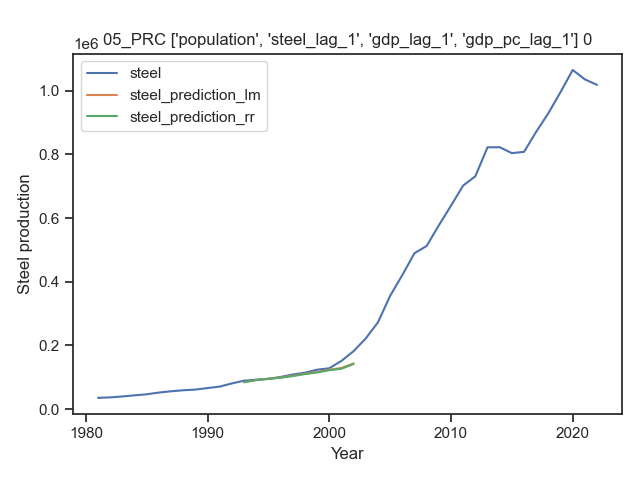 05_PRC ['population', 'steel_lag_1', 'gdp_lag_1', 'gdp_pc_lag_1'] 0
1e6
steel
steel_prediction_lm
steel_prediction_rr
1.0
0.8
0.6
0.4
0.2
0.0
Steel production
1980 1990 2000 2010 2020
Year